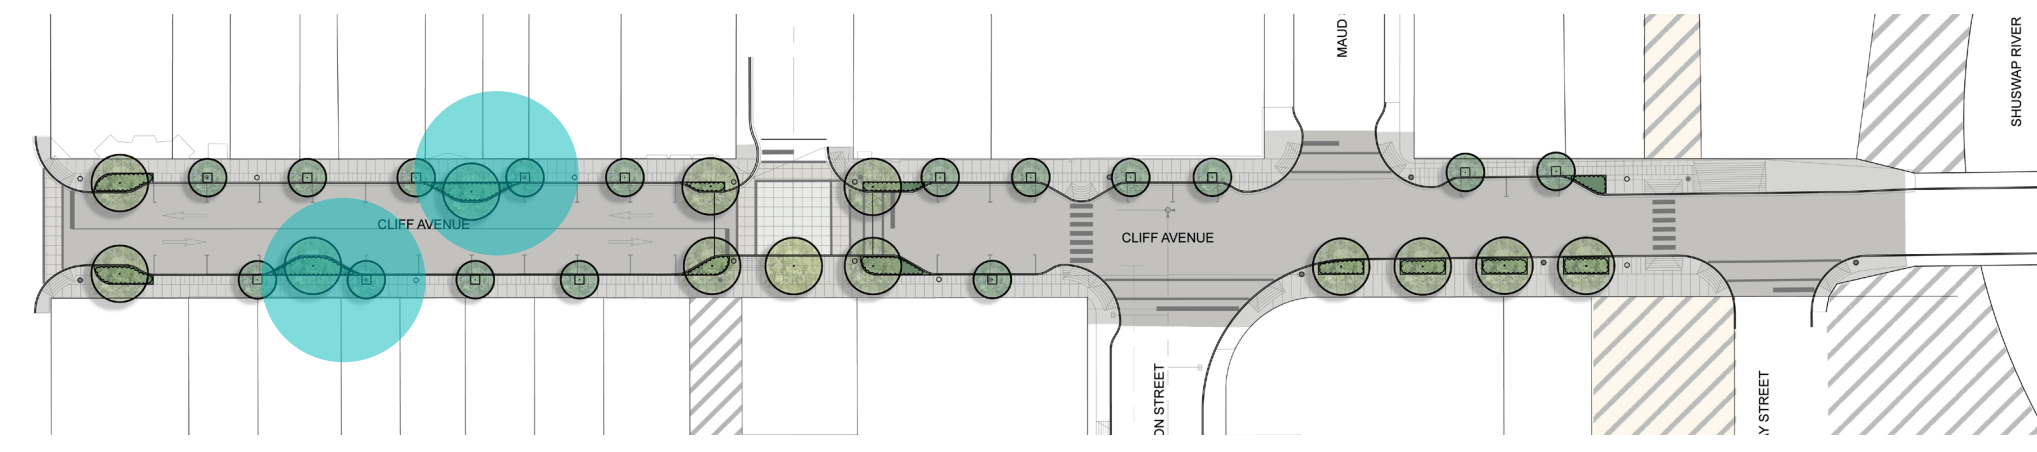 MAUD
SHUSWAP RIVER
CLIFF AVENUE
CLIFF AVENUE
ON STREET
Y STREET